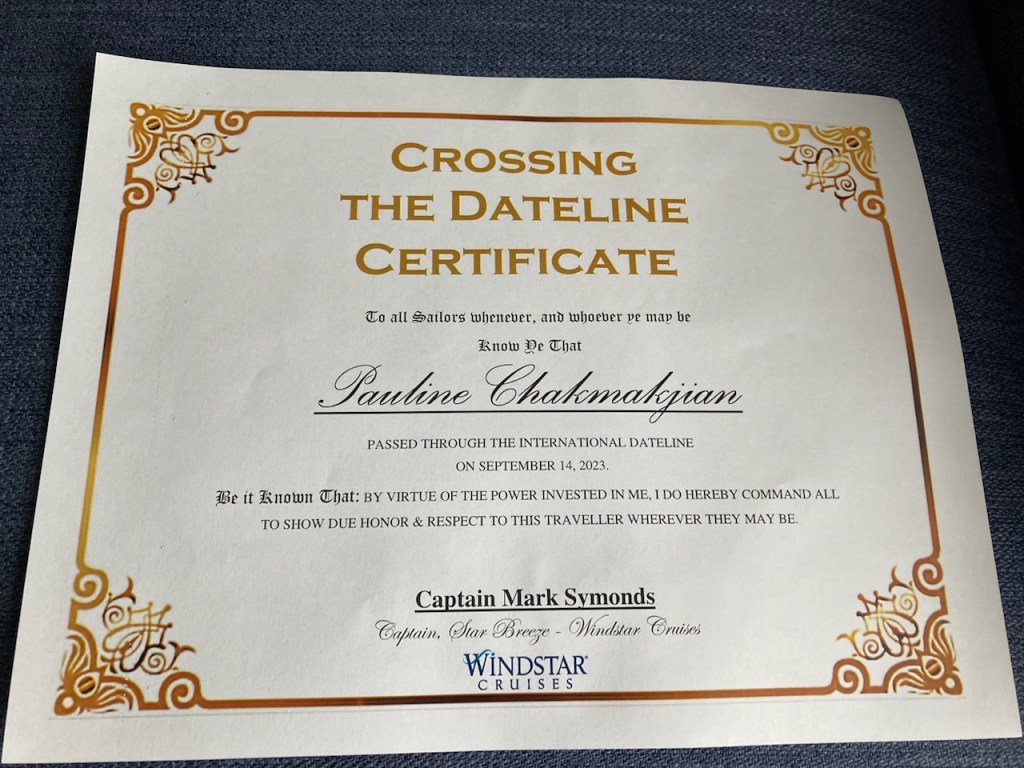 Crossing
the Dateline
Certificate
To all Sailors whenever, and whoever ye may be
Know Ye That
Pauline Chakmakjian
PASSED THROUGH THE INTERNATIONAL DATELINE
ON SEPTEMBER 14, 2023.
Be it Known That: BY VIRTUE OF THE POWER INVESTED IN ME, I DO HEREBY COMMAND ALL
TO SHOW DUE HONOR & RESPECT TO THIS TRAVELLER WHEREVER THEY MAY BE.
Captain Mark Symonds
Captain, Star Breeze - Windstar Cruises
WINDSTAR®
CRUISES